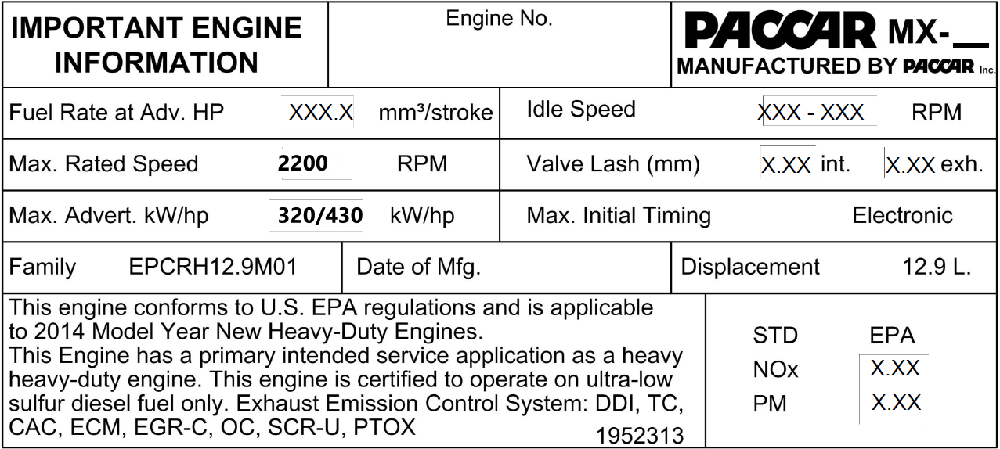 IMPORTANT ENGINE
INFORMATION
Engine No.
PACCAR MX-__
MANUFACTURED BY PACCAR Inc.
Fuel Rate at Adv. HP XXX.X mm³/stroke
Idle Speed XXX - XXX RPM
Max. Rated Speed 2200 RPM
Valve Lash (mm) X.XX int. X.XX exh.
Max. Advert. kW/hp 320/430 kW/hp
Max. Initial Timing Electronic
Family EPCRH12.9M01
Date of Mfg.
Displacement 12.9 L.
This engine conforms to U.S. EPA regulations and is applicable
to 2014 Model Year New Heavy-Duty Engines.
This Engine has a primary intended service application as a heavy
heavy-duty engine. This engine is certified to operate on ultra-low
sulfur diesel fuel only. Exhaust Emission Control System: DDI, TC,
CAC, ECM, EGR-C, OC, SCR-U, PTOX
1952313
STD EPA
NOx X.XX
PM X.XX